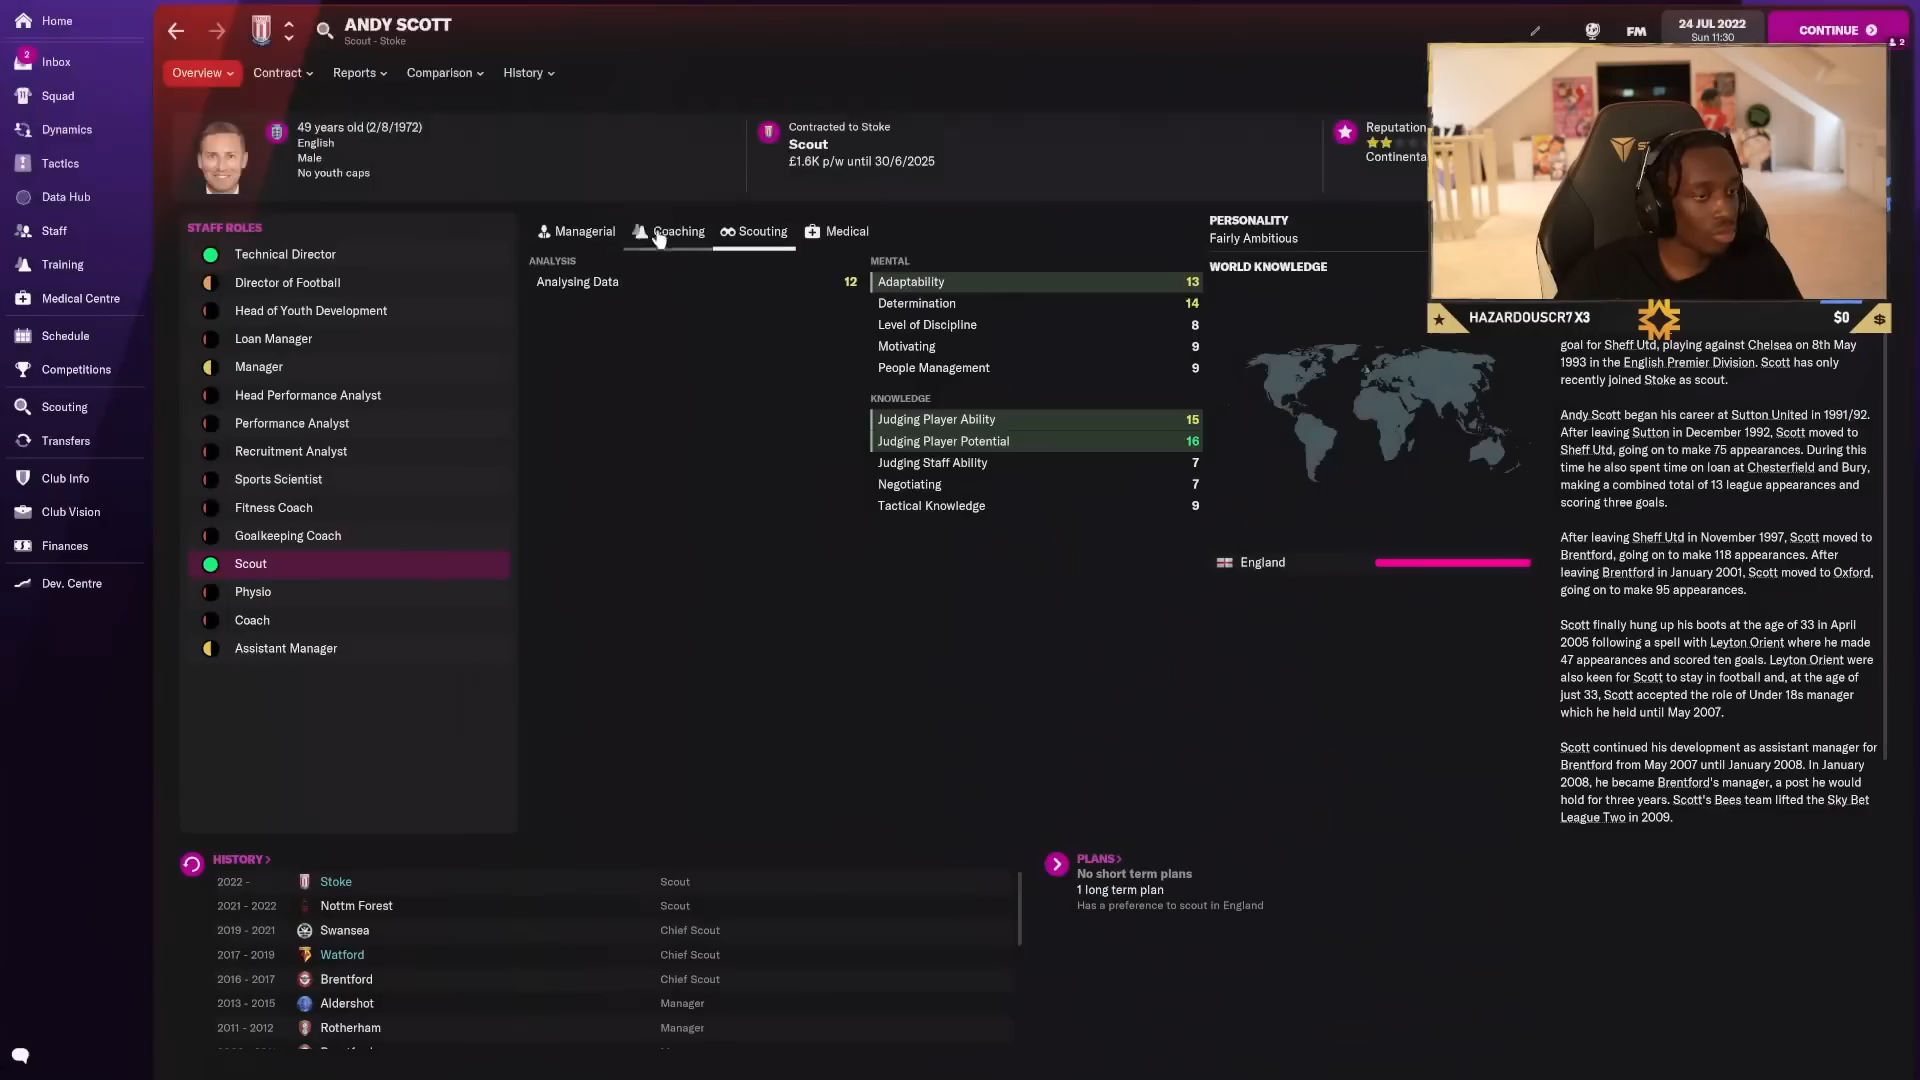 Home
2
Inbox
Squad
Dynamics
Tactics
Data Hub
Staff
Training
Medical Centre
Schedule
Competitions
Scouting
Transfers
Club Info
Club Vision
Finances
Dev. Centre
ANDY SCOTT
Scout - Stoke
FM
24 JUL 2022
Sun 11:30
CONTINUE
2
Overview
Contract
Reports
Comparison
History
49 years old (2/8/1972)
English
Male
No youth caps
Contracted to Stoke
Scout
£1.6K p/w until 30/6/2025
Reputation
Continenta
HAZARDOUSCR7 X3
$0
STAFF ROLES
Technical Director
Director of Football
Head of Youth Development
Loan Manager
Manager
Head Performance Analyst
Performance Analyst
Recruitment Analyst
Sports Scientist
Fitness Coach
Goalkeeping Coach
Scout
Physio
Coach
Assistant Manager
Managerial
Coaching
Scouting
Medical
ANALYSIS
Analysing Data 12
MENTAL
Adaptability 13
Determination 14
Level of Discipline 8
Motivating 9
People Management 9
KNOWLEDGE
Judging Player Ability 15
Judging Player Potential 16
Judging Staff Ability 7
Negotiating 7
Tactical Knowledge 9
PERSONALITY
Fairly Ambitious
WORLD KNOWLEDGE
England
goal for Sheff Utd, playing against Chelsea on 8th May
1993 in the English Premier Division. Scott has only
recently joined Stoke as scout.
Andy Scott began his career at Sutton United in 1991/92.
After leaving Sutton in December 1992, Scott moved to
Sheff Utd, going on to make 75 appearances. During this
time he also spent time on loan at Chesterfield and Bury,
making a combined total of 13 league appearances and
scoring three goals.
After leaving Sheff Utd in November 1997, Scott moved to
Brentford, going on to make 118 appearances. After
leaving Brentford in January 2001, Scott moved to Oxford,
going on to make 95 appearances.
Scott finally hung up his boots at the age of 33 in April
2005 following a spell with Leyton Orient where he made
47 appearances and scored ten goals. Leyton Orient were
also keen for Scott to stay in football and, at the age of
just 33, Scott accepted the role of Under 18s manager
which he held until May 2007.
Scott continued his development as assistant manager for
Brentford from May 2007 until January 2008. In January
2008, he became Brentford's manager, a post he would
hold for three years. Scott's Bees team lifted the Sky Bet
League Two in 2009.
HISTORY >
2022 - Stoke Scout
2021 - 2022 Nottm Forest Scout
2019 - 2021 Swansea Chief Scout
2017 - 2019 Watford Chief Scout
2016 - 2017 Brentford Chief Scout
2013 - 2015 Aldershot Manager
2011 - 2012 Rotherham Manager
PLANS >
No short term plans
1 long term plan
Has a preference to scout in England